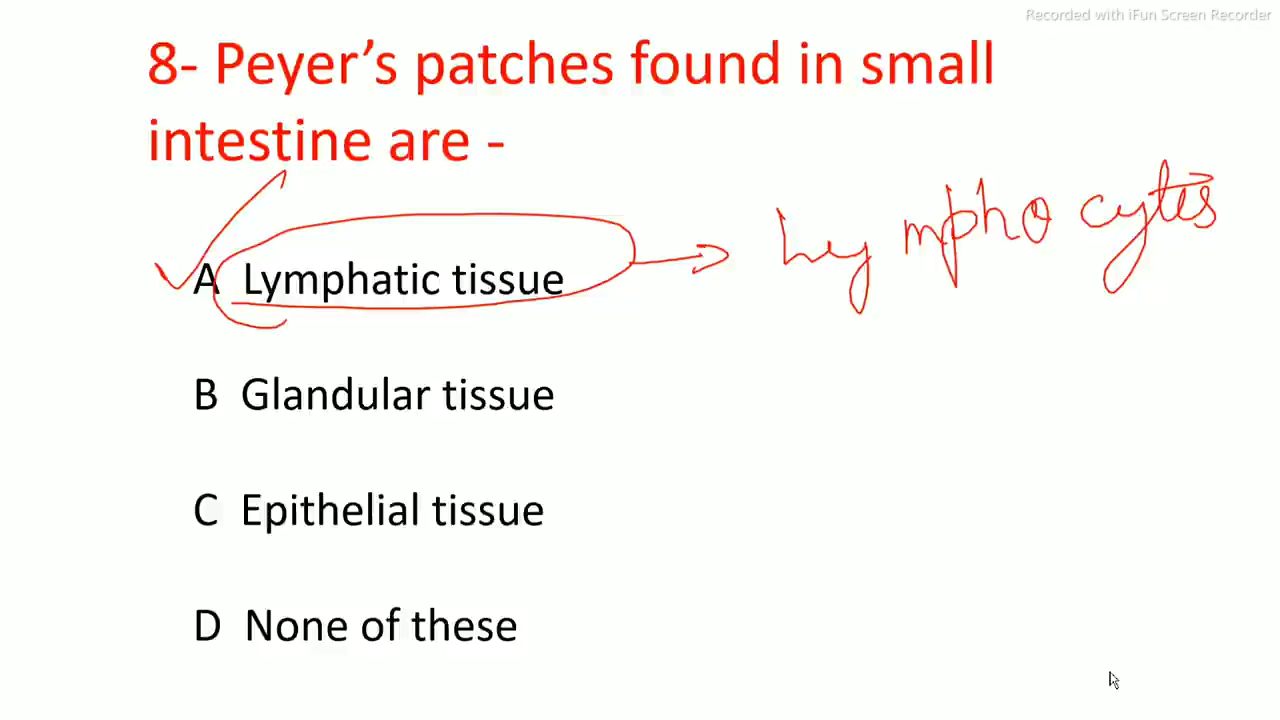 Recorded with iFun Screen Recorder
8- Peyer's patches found in small
intestine are -
A Lymphatic tissue
Lymphocytes
B Glandular tissue
C Epithelial tissue
D None of these